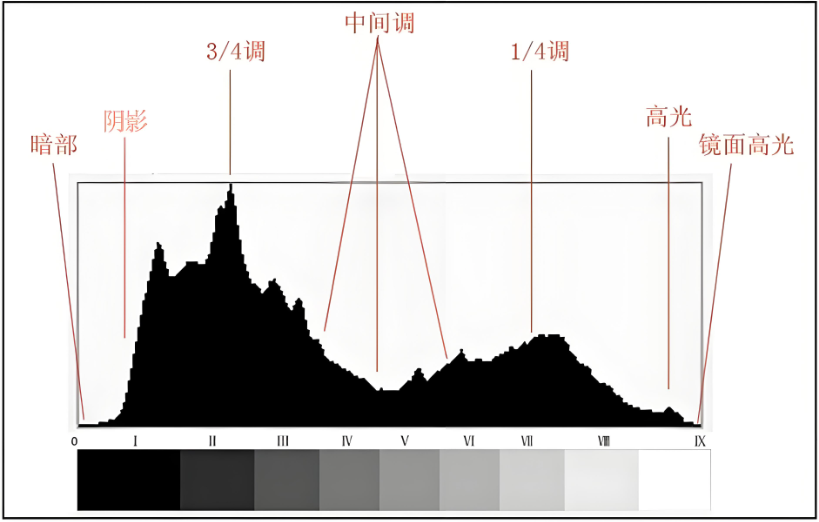 中间调
3/4调
1/4调
阴影
高光
暗部
镜面高光
0 Ⅰ Ⅱ Ⅲ Ⅳ Ⅴ Ⅵ Ⅶ Ⅷ Ⅸ